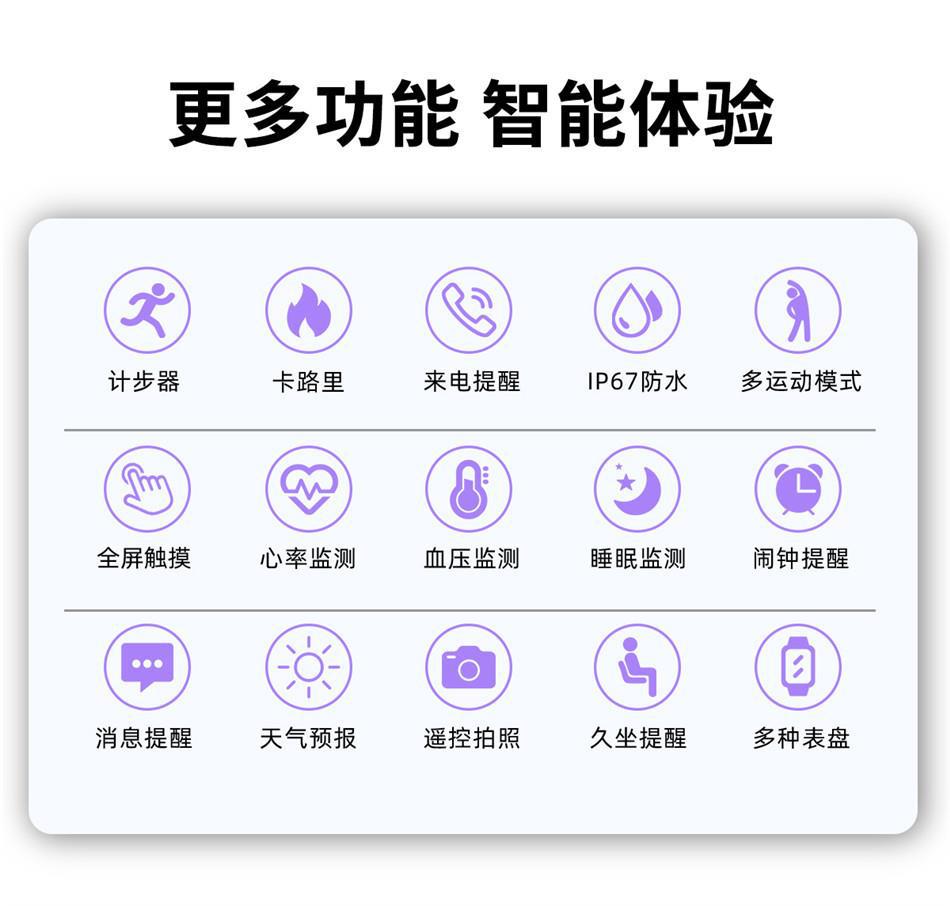 更多功能 智能体验
计步器 卡路里 来电提醒 IP67防水 多运动模式
全屏触摸 心率监测 血压监测 睡眠监测 闹钟提醒
消息提醒 天气预报 遥控拍照 久坐提醒 多种表盘